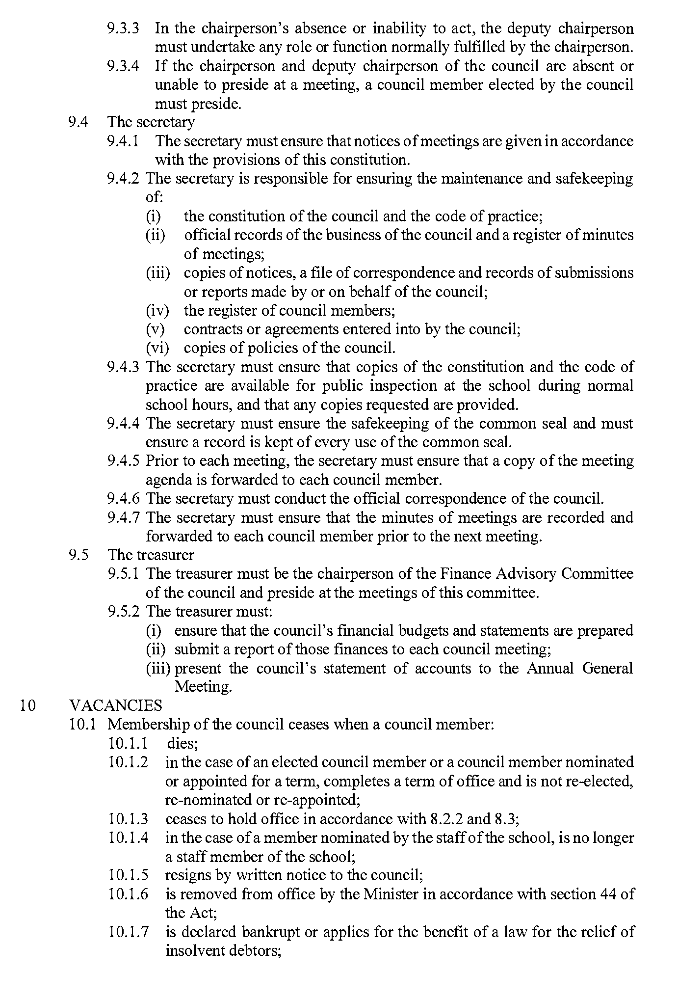 9.3.3 In the chairperson’s absence or inability to act, the deputy chairperson
must undertake any role or function normally fulfilled by the chairperson.
9.3.4 If the chairperson and deputy chairperson of the council are absent or
unable to preside at a meeting, a council member elected by the council
must preside.
9.4 The secretary
9.4.1 The secretary must ensure that notices of meetings are given in accordance
with the provisions of this constitution.
9.4.2 The secretary is responsible for ensuring the maintenance and safekeeping
of:
(i) the constitution of the council and the code of practice;
(ii) official records of the business of the council and a register of minutes
of meetings;
(iii) copies of notices, a file of correspondence and records of submissions
or reports made by or on behalf of the council;
(iv) the register of council members;
(v) contracts or agreements entered into by the council;
(vi) copies of policies of the council.
9.4.3 The secretary must ensure that copies of the constitution and the code of
practice are available for public inspection at the school during normal
school hours, and that any copies requested are provided.
9.4.4 The secretary must ensure the safekeeping of the common seal and must
ensure a record is kept of every use of the common seal.
9.4.5 Prior to each meeting, the secretary must ensure that a copy of the meeting
agenda is forwarded to each council member.
9.4.6 The secretary must conduct the official correspondence of the council.
9.4.7 The secretary must ensure that the minutes of meetings are recorded and
forwarded to each council member prior to the next meeting.
9.5 The treasurer
9.5.1 The treasurer must be the chairperson of the Finance Advisory Committee
of the council and preside at the meetings of this committee.
9.5.2 The treasurer must:
(i) ensure that the council’s financial budgets and statements are prepared
(ii) submit a report of those finances to each council meeting;
(iii) present the council’s statement of accounts to the Annual General
Meeting.
10 VACANCIES
10.1 Membership of the council ceases when a council member:
10.1.1 dies;
10.1.2 in the case of an elected council member or a council member nominated
or appointed for a term, completes a term of office and is not re-elected,
re-nominated or re-appointed;
10.1.3 ceases to hold office in accordance with 8.2.2 and 8.3;
10.1.4 in the case of a member nominated by the staff of the school, is no longer
a staff member of the school;
10.1.5 resigns by written notice to the council;
10.1.6 is removed from office by the Minister in accordance with section 44 of
the Act;
10.1.7 is declared bankrupt or applies for the benefit of a law for the relief of
insolvent debtors;